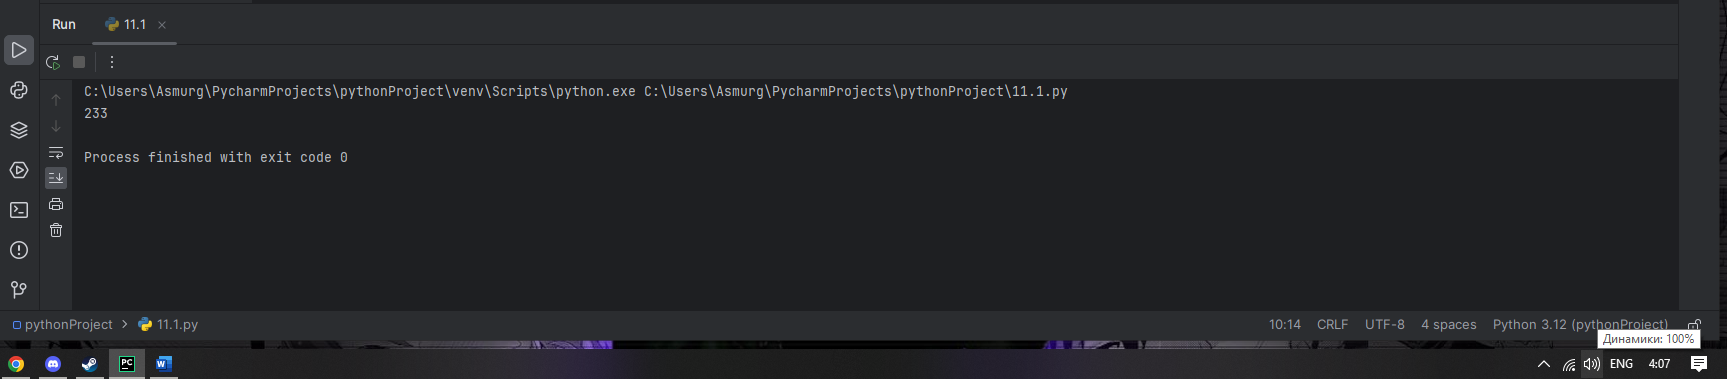 Run 11.1
C:\Users\Asmurg\PycharmProjects\pythonProject\venv\Scripts\python.exe C:\Users\Asmurg\PycharmProjects\pythonProject\11.1.py
233
Process finished with exit code 0
pythonProject > 11.1.py 10:14 CRLF UTF-8 4 spaces Python 3.12 (pythonProject)
Динамики: 100%
PC W ENG 4:07